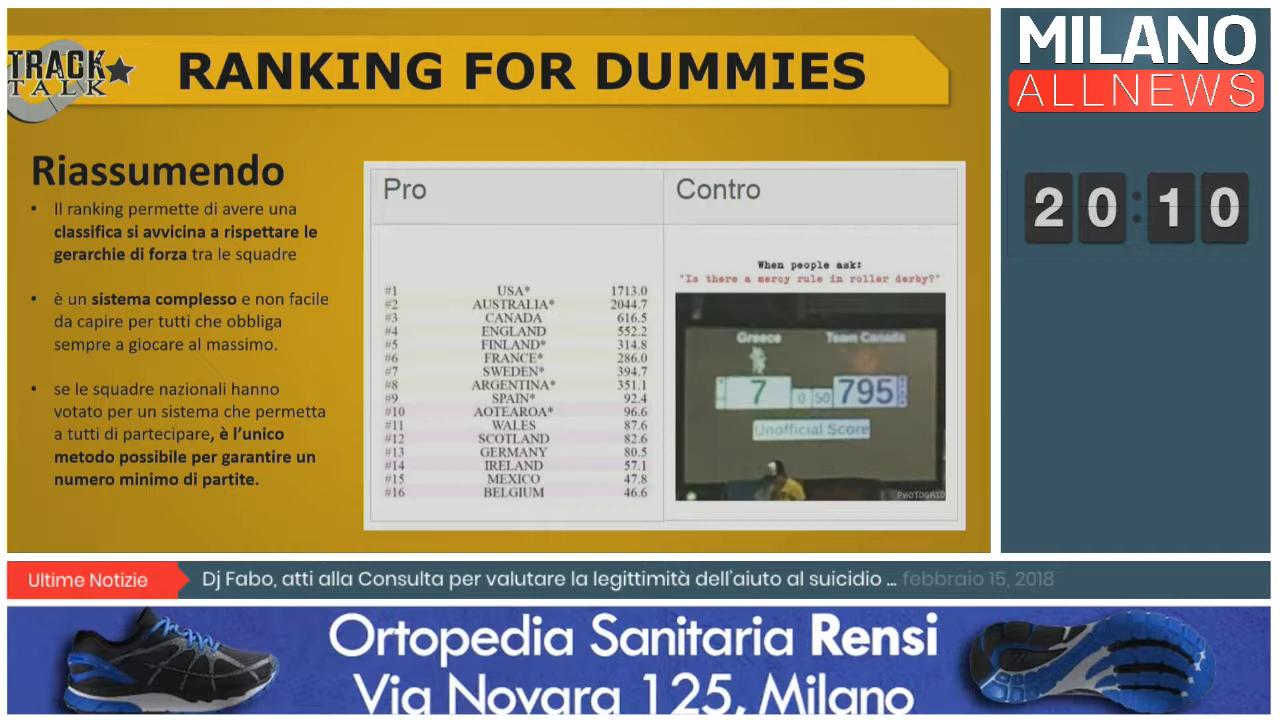 TRACK
TALK
RANKING FOR DUMMIES
MILANO
ALLNEWS
20:10
Riassumendo
• Il ranking permette di avere una
classifica si avvicina a rispettare le
gerarchie di forza tra le squadre
• è un sistema complesso e non facile
da capire per tutti che obbliga
sempre a giocare al massimo.
• se le squadre nazionali hanno
votato per un sistema che permetta
a tutti di partecipare, è l'unico
metodo possibile per garantire un
numero minimo di partite.
Pro
#1 USA* 1713.0
#2 AUSTRALIA* 2044.7
#3 CANADA 616.5
#4 ENGLAND 552.2
#5 FINLAND* 314.8
#6 FRANCE* 286.0
#7 SWEDEN* 394.7
#8 ARGENTINA* 351.1
#9 SPAIN* 92.4
#10 AOTEAROA* 96.6
#11 WALES 87.6
#12 SCOTLAND 82.6
#13 GERMANY 80.5
#14 IRELAND 57.1
#15 MEXICO 47.8
#16 BELGIUM 46.6
Contro
When people ask:
"Is there a mercy rule in roller derby?"
Greece Team Canada
7 0 50 795
Unofficial Score
PHOTOGRID
Ultime Notizie Dj Fabo, atti alla Consulta per valutare la legittimità dell'aiuto al suicidio ... febbraio 15, 2018
Ortopedia Sanitaria Rensi
Via Novara 125, Milano